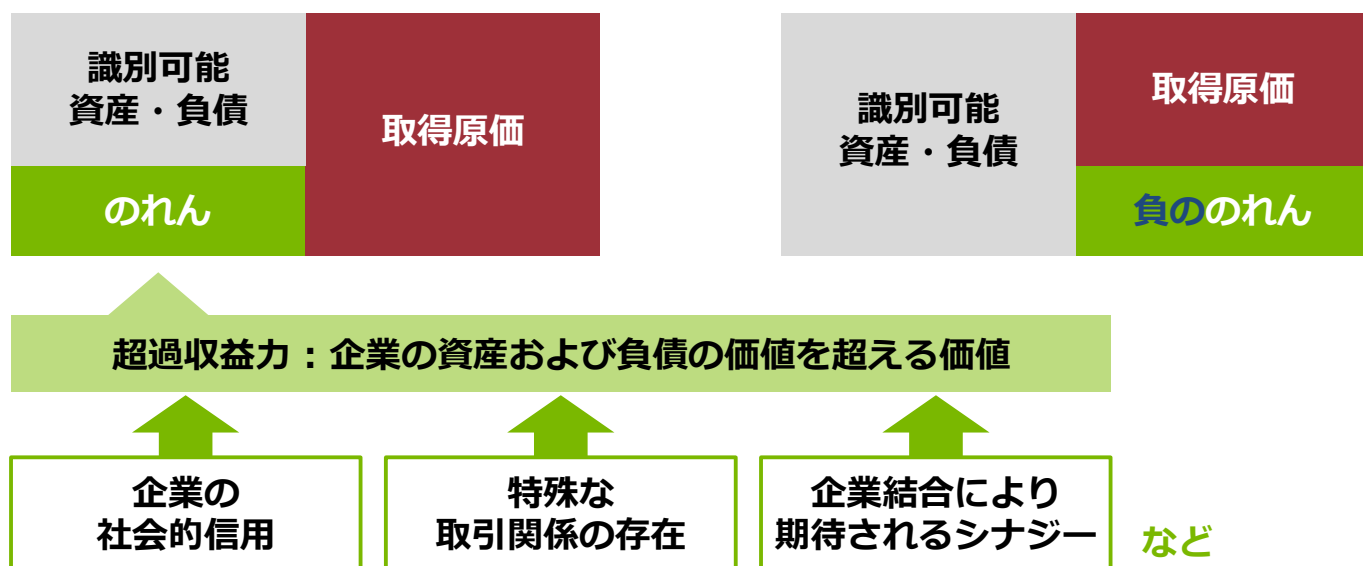 識別可能
資産・負債
取得原価
のれん
識別可能
資産・負債
取得原価
負ののれん
超過収益力：企業の資産および負債の価値を超える価値
企業の
社会的信用
特殊な
取引関係の存在
企業結合により
期待されるシナジー
など